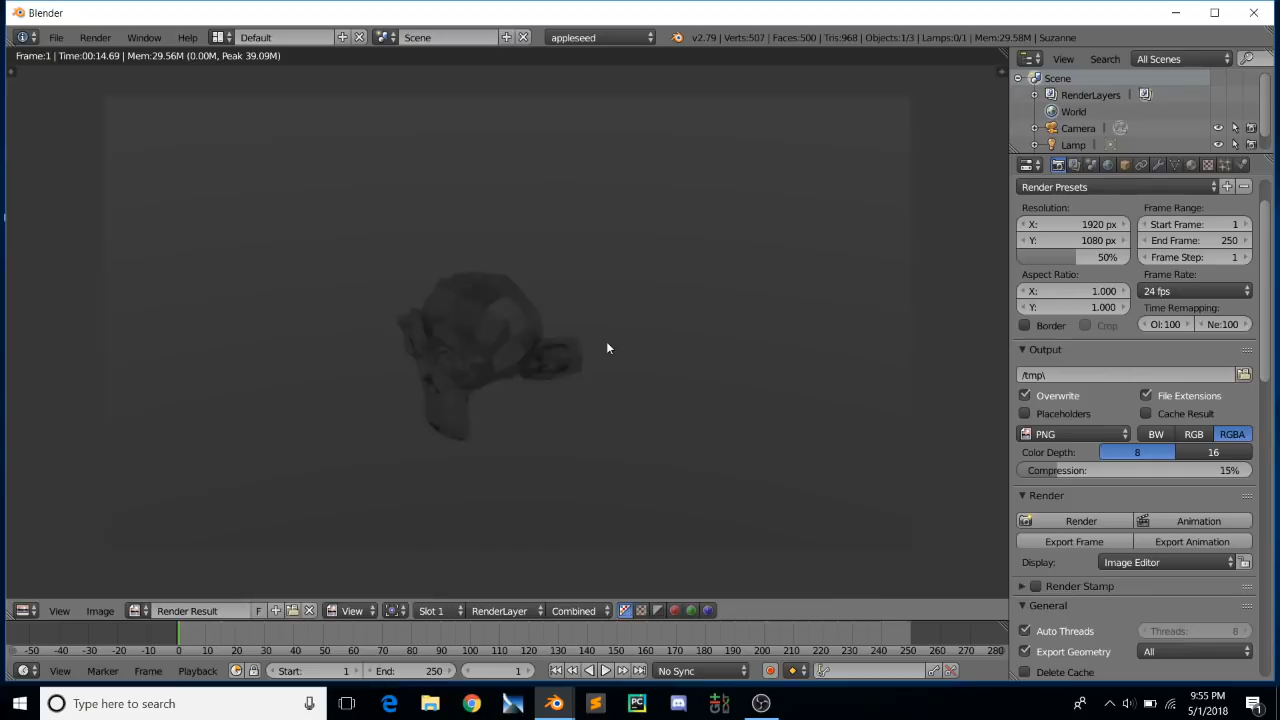 Blender
File Render Window Help Default Scene appleseed v2.79 | Verts:507 | Faces:500 | Tris:968 | Objects:1/3 | Lamps:0/1 | Mem:29.58M | Suzanne
Frame:1 | Time:00:14.69 | Mem:29.56M (0.00M, Peak 39.09M)
View Search All Scenes
Scene
RenderLayers |
World
Camera
Lamp
Render Presets
Resolution:
X: 1920 px
Y: 1080 px
50%
Aspect Ratio:
X: 1.000
Y: 1.000
Border Crop
Frame Range:
Start Frame: 1
End Frame: 250
Frame Step: 1
Frame Rate:
24 fps
Time Remapping:
Ol:100 Ne:100
Output
/tmp\
Overwrite File Extensions
Placeholders Cache Result
PNG BW RGB RGBA
Color Depth: 8 16
Compression: 15%
Render
Render Animation
Export Frame Export Animation
Display: Image Editor
Render Stamp
General
Auto Threads Threads: 8
Export Geometry All
Delete Cache
View Image Render Result F View Slot 1 RenderLayer Combined
-50 -40 -30 -20 -10 0 10 20 30 40 50 60 70 80 90 100 110 120 130 140 150 160 170 180 190 200 210 220 230 240 250 260 270 280
View Marker Frame Playback Start: 1 End: 250 1 No Sync
Type here to search
9:55 PM
5/1/2018
1